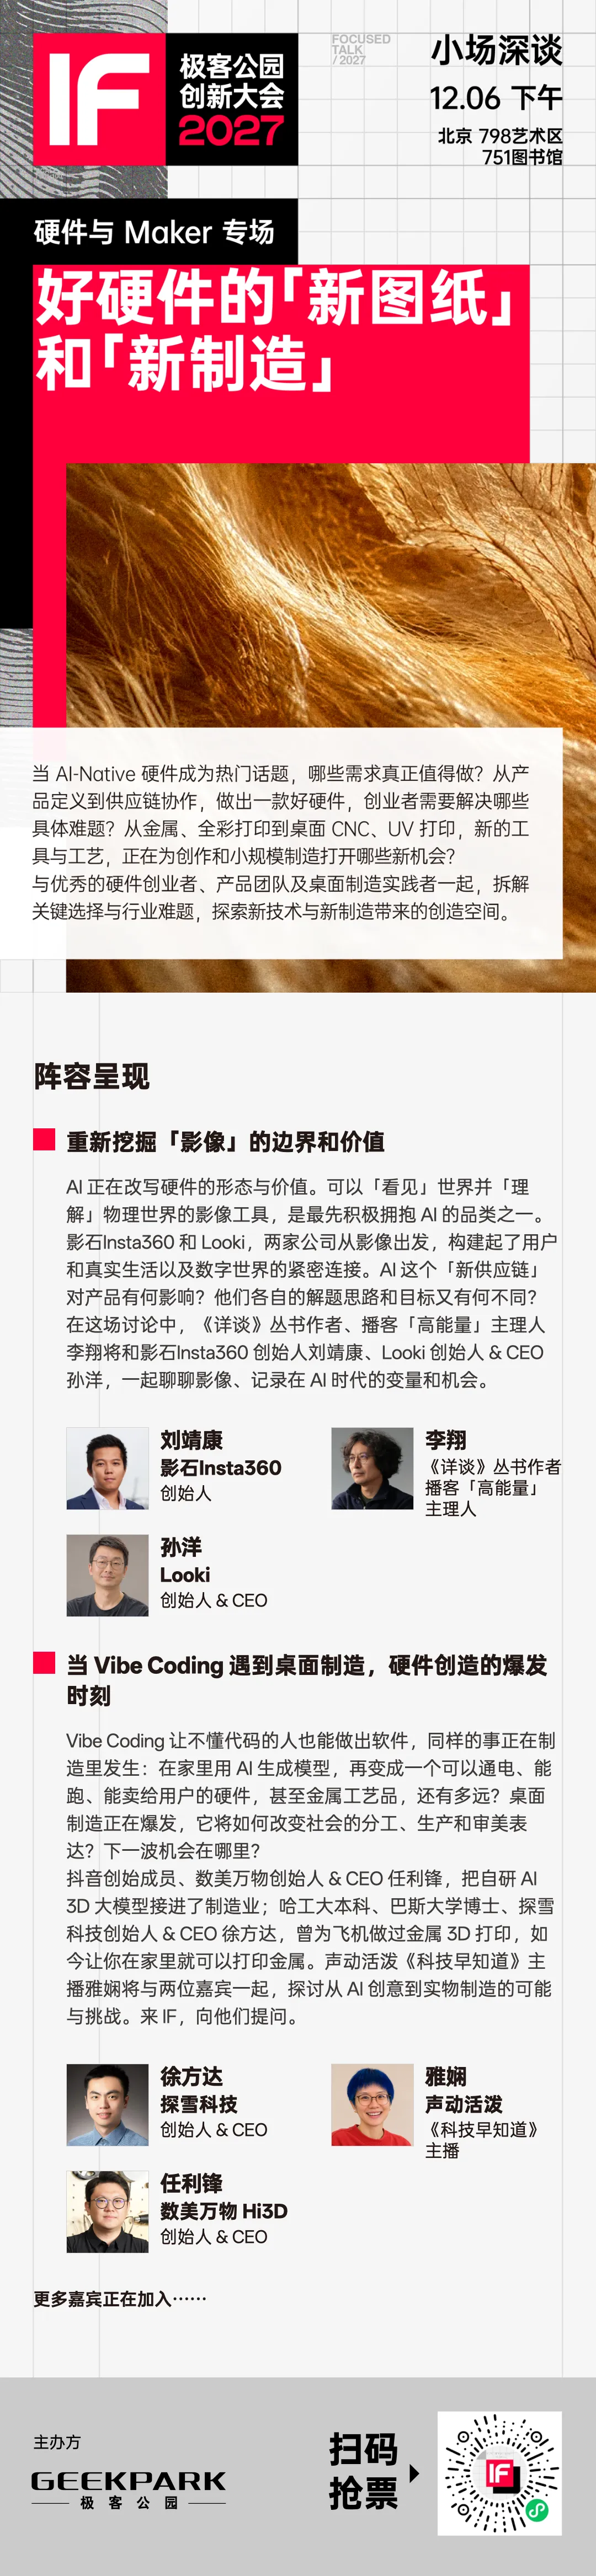 IF
极客公园
创新大会
2027
FOCUSED
TALK
/ 2027
小场深谈
12.06 下午
北京 798艺术区
751图书馆
硬件与 Maker 专场
好硬件的「新图纸」
和「新制造」
当 AI-Native 硬件成为热门话题，哪些需求真正值得做？从产
品定义到供应链协作，做出一款好硬件，创业者需要解决哪些
具体难题？从金属、全彩打印到桌面 CNC、UV 打印，新的工
具与工艺，正在为创作和小规模制造打开哪些新机会？
与优秀的硬件创业者、产品团队及桌面制造实践者一起，拆解
关键选择与行业难题，探索新技术与新制造带来的创造空间。
阵容呈现
重新挖掘「影像」的边界和价值
AI 正在改写硬件的形态与价值。可以「看见」世界并「理
解」物理世界的影像工具，是最先积极拥抱 AI 的品类之一。
影石Insta360 和 Looki，两家公司从影像出发，构建起了用户
和真实生活以及数字世界的紧密连接。AI 这个「新供应链」
对产品有何影响？他们各自的解题思路和目标又有何不同？
在这场讨论中，《详谈》丛书作者、播客「高能量」主理人
李翔将和影石Insta360 创始人刘靖康、Looki 创始人 & CEO
孙洋，一起聊聊影像、记录在 AI 时代的变量和机会。
刘靖康
影石Insta360
创始人
李翔
《详谈》丛书作者
播客「高能量」
主理人
孙洋
Looki
创始人 & CEO
当 Vibe Coding 遇到桌面制造，硬件创造的爆发
时刻
Vibe Coding 让不懂代码的人也能做出软件，同样的事正在制
造里发生：在家里用 AI 生成模型，再变成一个可以通电、能
跑、能卖给用户的硬件，甚至金属工艺品，还有多远？桌面
制造正在爆发，它将如何改变社会的分工、生产和审美表
达？下一波机会在哪里？
抖音创始成员、数美万物创始人 & CEO 任利锋，把自研 AI
3D 大模型接进了制造业；哈工大本科、巴斯大学博士、探雪
科技创始人 & CEO 徐方达，曾为飞机做过金属 3D 打印，如
今让你在家里就可以打印金属。声动活泼《科技早知道》主
播雅娴将与两位嘉宾一起，探讨从 AI 创意到实物制造的可能
与挑战。来 IF，向他们提问。
徐方达
探雪科技
创始人 & CEO
雅娴
声动活泼
《科技早知道》
主播
任利锋
数美万物 Hi3D
创始人 & CEO
更多嘉宾正在加入……
主办方
GEEKPARK
极客公园
扫码
抢票
IF